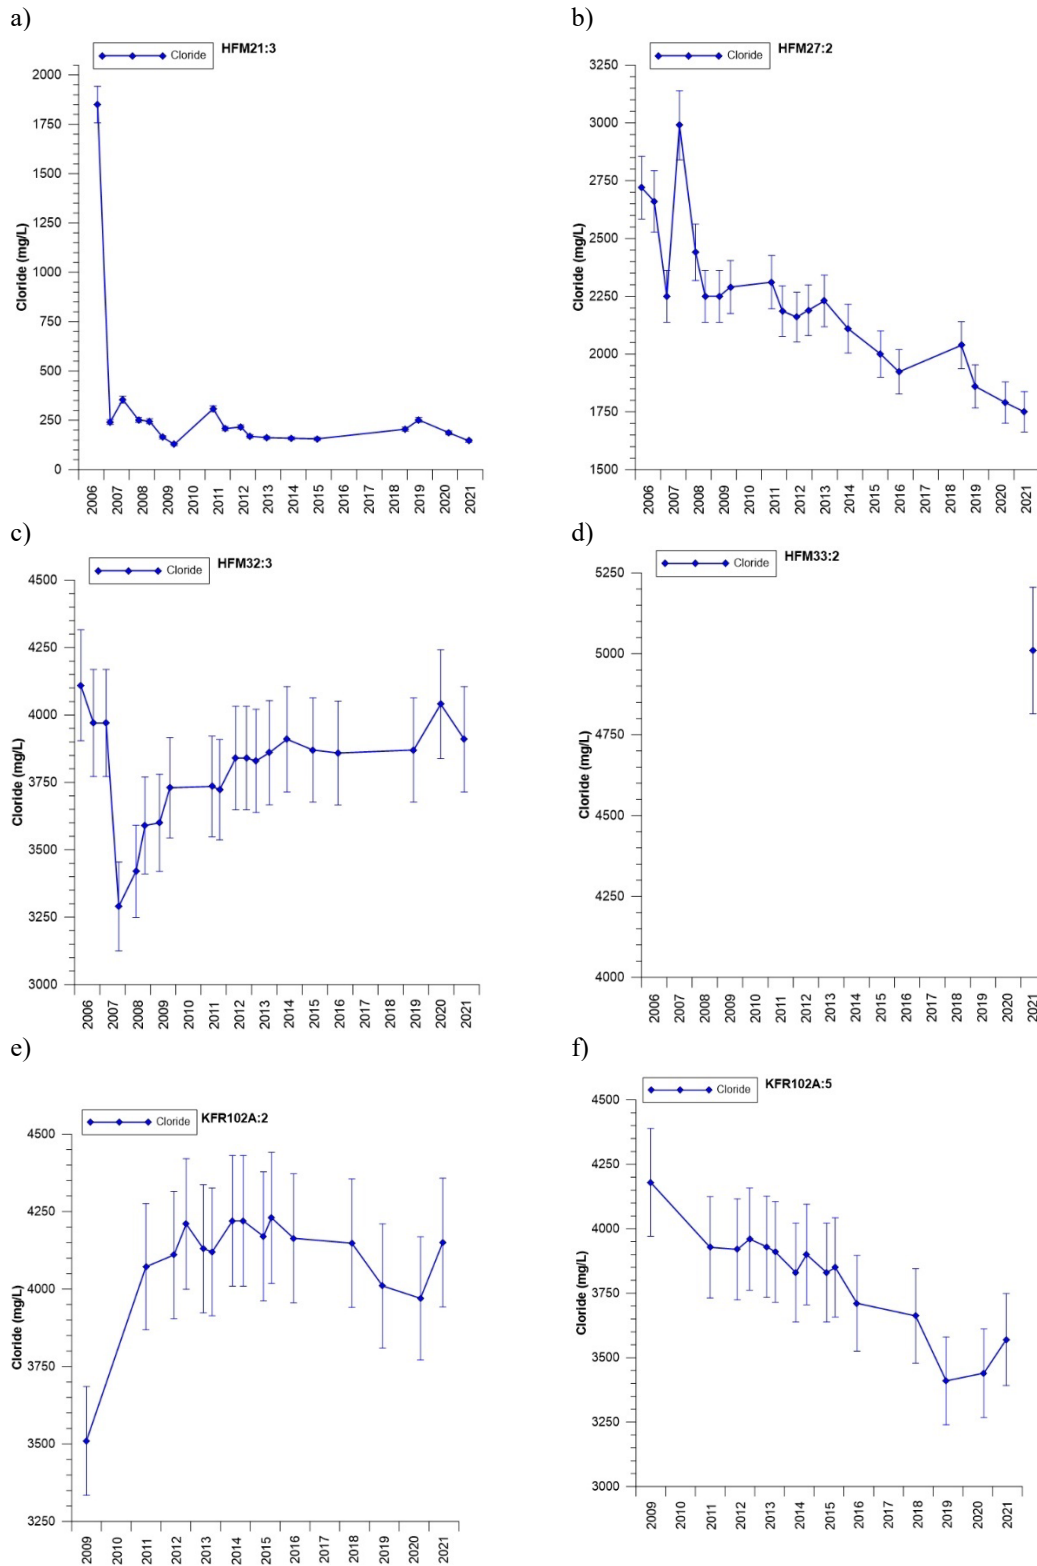 a)
Cloride
HFM21:3
Cloride (mg/L)
2000
1750
1500
1250
1000
750
500
250
0
2006 2007 2008 2009 2010 2011 2012 2013 2014 2015 2016 2017 2018 2019 2020 2021
b)
Cloride
HFM27:2
Cloride (mg/L)
3250
3000
2750
2500
2250
2000
1750
1500
2006 2007 2008 2009 2010 2011 2012 2013 2014 2015 2016 2017 2018 2019 2020 2021
c)
Cloride
HFM32:3
Cloride (mg/L)
4500
4250
4000
3750
3500
3250
3000
2006 2007 2008 2009 2010 2011 2012 2013 2014 2015 2016 2017 2018 2019 2020 2021
d)
Cloride
HFM33:2
Cloride (mg/L)
5250
5000
4750
4500
4250
4000
2006 2007 2008 2009 2010 2011 2012 2013 2014 2015 2016 2017 2018 2019 2020 2021
e)
Cloride
KFR102A:2
Cloride (mg/L)
4500
4250
4000
3750
3500
3250
2009 2010 2011 2012 2013 2014 2015 2016 2017 2018 2019 2020 2021
f)
Cloride
KFR102A:5
Cloride (mg/L)
4500
4250
4000
3750
3500
3250
3000
2009 2010 2011 2012 2013 2014 2015 2016 2017 2018 2019 2020 2021